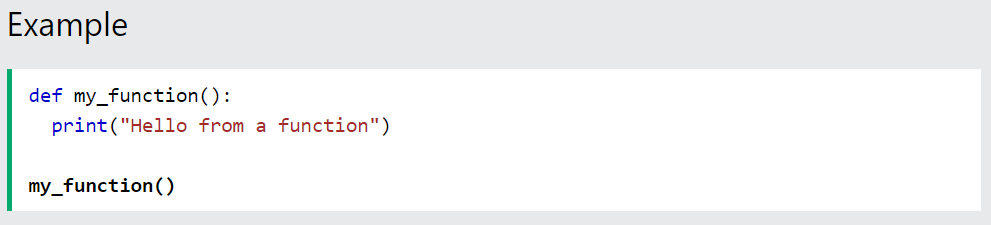 Example
def my_function():
  print("Hello from a function")
my_function()